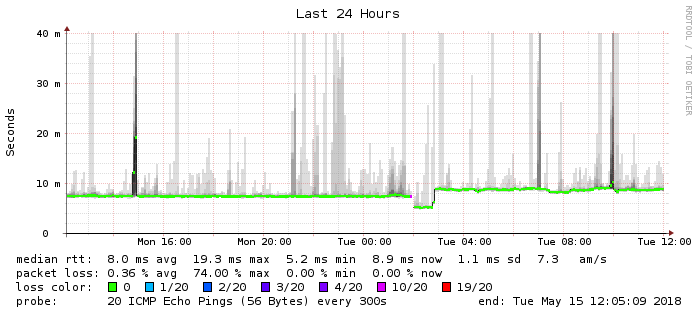 Last 24 Hours
RRDTOOL / TOBI OETIKER
Seconds
40 m
30 m
20 m
10 m
0
Mon 16:00 Mon 20:00 Tue 00:00 Tue 04:00 Tue 08:00 Tue 12:00
median rtt: 8.0 ms avg 19.3 ms max 5.2 ms min 8.9 ms now 1.1 ms sd 7.3 am/s
packet loss: 0.36 % avg 74.00 % max 0.00 % min 0.00 % now
loss color: 0 1/20 2/20 3/20 4/20 10/20 19/20
probe: 20 ICMP Echo Pings (56 Bytes) every 300s end: Tue May 15 12:05:09 2018